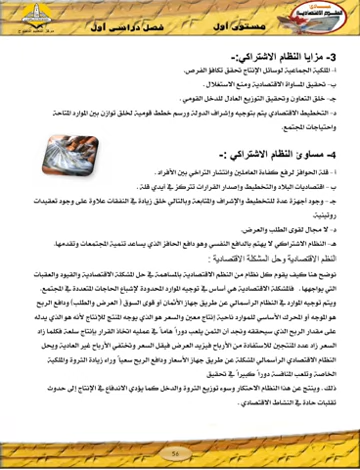 مستوى أول
فصل دراسى أول
3- مزايا النظام الاشتراكي:-
أ- الملكية الجماعية لوسائل الإنتاج تحقق تكافؤ الفرص.
ب- تحقيق المساواة الاقتصادية ومنع الاستغلال.
ج- خلق التعاون وتحقيق التوزيع العادل للدخل القومي.
د- التخطيط الاقتصادي يتم بتوجيه وإشراف الدولة ورسم خطط قومية لخلق توازن بين الموارد المتاحة
واحتياجات المجتمع.
4- مساوئ النظام الاشتراكي :-
أ- قلة الحوافز لرفع كفاءة العاملين وانتشار التراخي بين الأفراد.
ب- اقتصاديات البلاد والتخطيط وإصدار القرارات تتركز في أيدي قلة.
ج- وجود أجهزة عدة للتخطيط والإشراف والمتابعة وبالتالي خلق زيادة في النفقات علاوة على وجود تعقيدات
روتينية.
د- لا مجال لقوى الطلب والعرض.
هـ- النظام الاشتراكي لا يهتم بالدافع النفسي وهو دافع الحافز الذي يساعد تنمية المجتمعات وتقدمها.
النظم الاقتصادية وحل المشكلة الاقتصادية :
توضح هنا كيف يقوم كل نظام من النظم الاقتصادية بالمساهمة في حل المشكلة الاقتصادية والقيود والعقبات
التي يواجهها. فالمشكلة الاقتصادية هي أساس في توجيه الموارد المحدودة لإشباع الحاجات المتعددة في المجتمع.
ويتم توجيه الموارد في النظام الرأسمالي عن طريق جهاز الأثمان أو قوى السوق (العرض والطلب) ودافع الربح
هو الموجه أو المحرك الأساسي للموارد ناحية إنتاج معين والسعر هو الذي يوجه المنتج للإنتاج لأنه هو الذي يدله
على مقدار الربح الذي سيحققه ونجد أن الثمن يلعب دوراً هاماً في عمليه اتخاذ القرار بإنتاج سلعة فكلما زاد
السعر زاد عدد المنتجين للاستفادة من الأرباح فيزيد العرض فيقل السعر وتختفي الأرباح غير العادية ويحل
النظام الاقتصادي الرأسمالي المشكلة عن طريق جهاز الأسعار ودافع الربح سعياً وراء زيادة الثروة والملكية
الخاصة وتلعب المنافسة دوراً كبيراً في تحقيق
ذلك. وينتج عن هذا النظام الاحتكار وسوء توزيع الثروة والدخل كما يؤدي الاندفاع في الإنتاج إلى حدوث
تقلبات حادة في النشاط الاقتصادي.
56